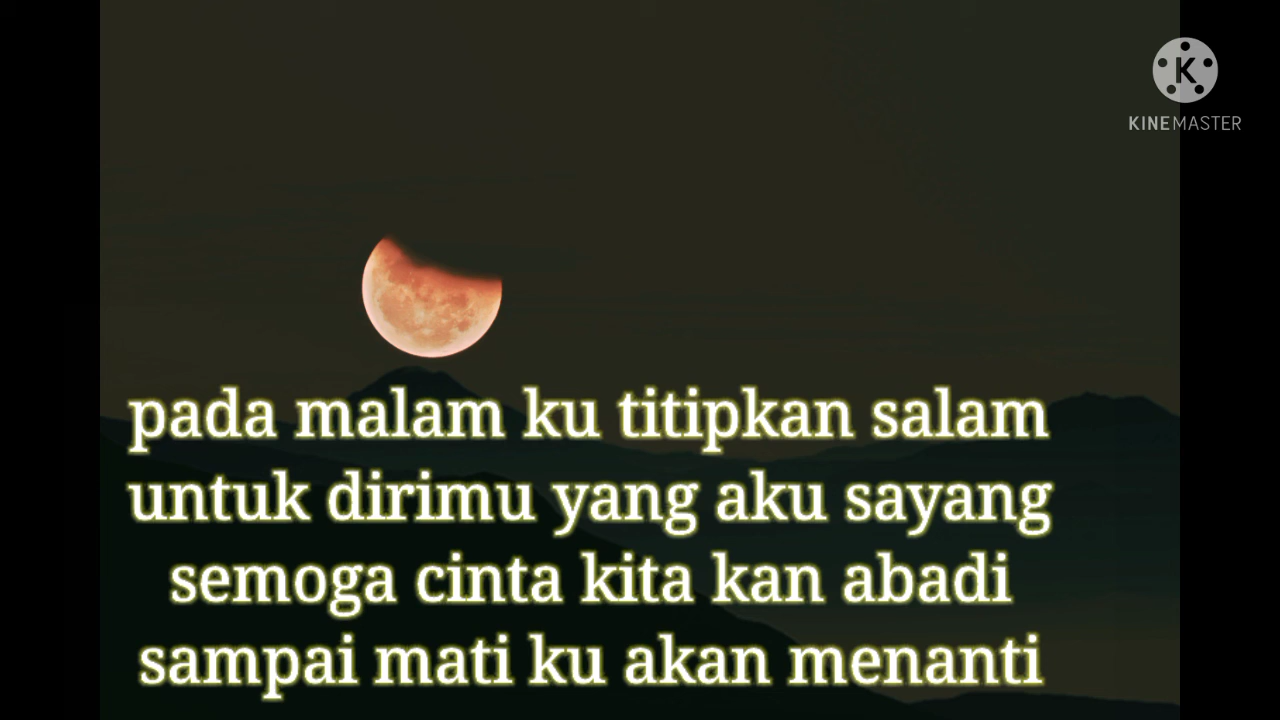 K
KINEMASTER
pada malam ku titipkan salam
untuk dirimu yang aku sayang
semoga cinta kita kan abadi
sampai mati ku akan menanti